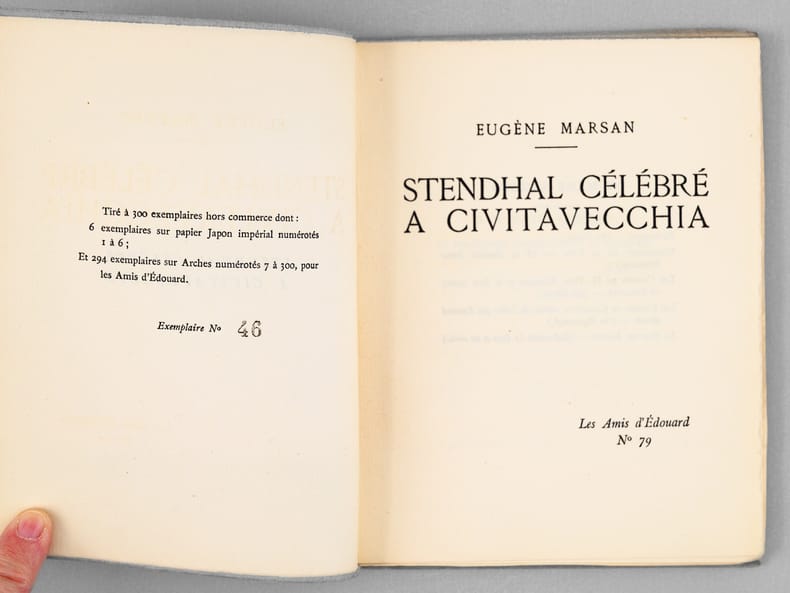 Tiré à 300 exemplaires hors commerce dont :
6 exemplaires sur papier Japon impérial numérotés
1 à 6 ;
Et 294 exemplaires sur Arches numérotés 7 à 300, pour
les Amis d'Édouard.
Exemplaire Nº 46
EUGÈNE MARSAN
STENDHAL CÉLÉBRÉ
A CIVITAVECCHIA
Les Amis d'Édouard
Nº 79